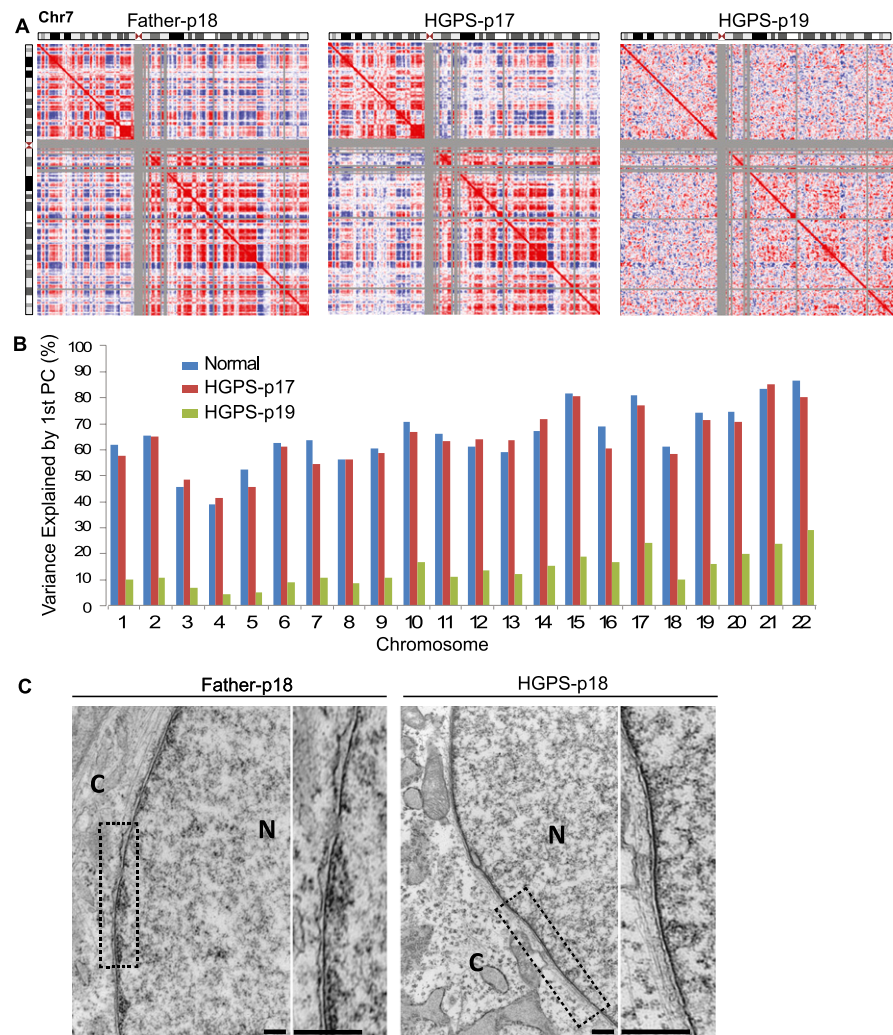 A Chr7 Father-p18 HGPS-p17 HGPS-p19
B
Variance Explained by 1st PC (%)
100
90
80
70
60
50
40
30
20
10
0
Normal
HGPS-p17
HGPS-p19
1 2 3 4 5 6 7 8 9 10 11 12 13 14 15 16 17 18 19 20 21 22
Chromosome
C
Father-p18 HGPS-p18
C
N
N
C